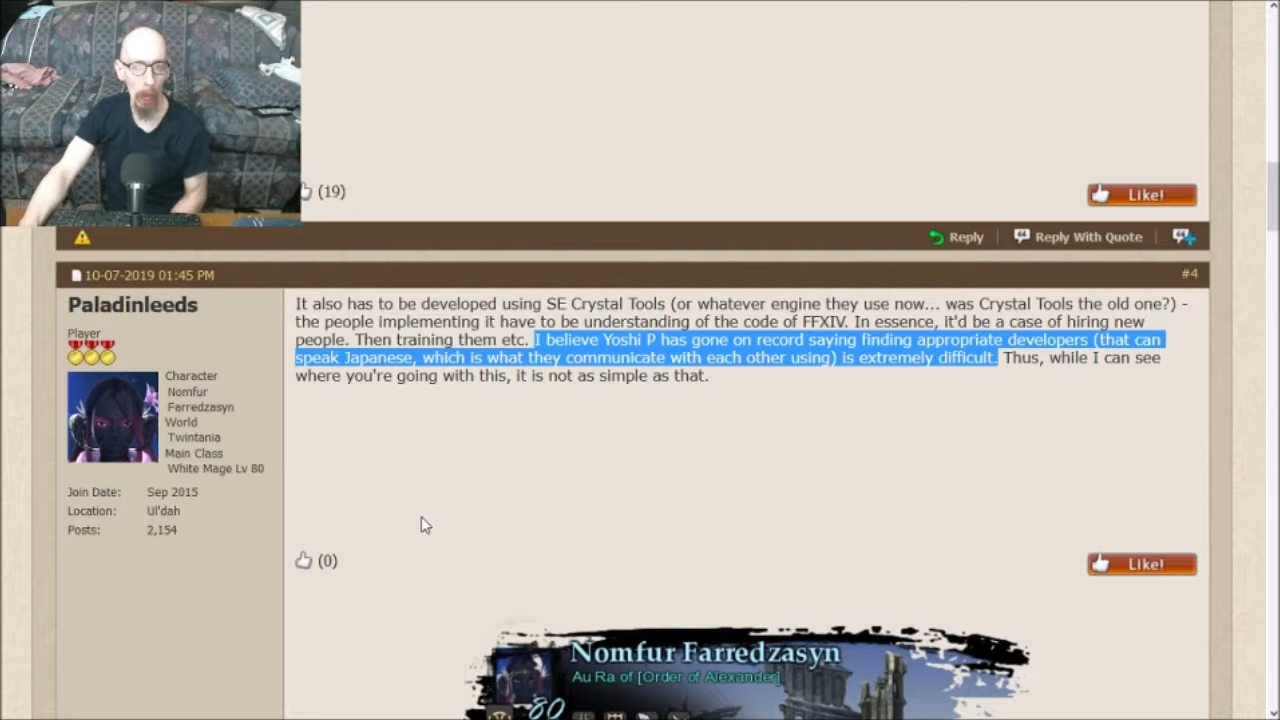 (19)
Like!
Reply
Reply With Quote
10-07-2019 01:45 PM
#4
Paladinleeds
Player
Character
Nomfur
Farredzasyn
World
Twintania
Main Class
White Mage Lv 80
Join Date: Sep 2015
Location: Ul'dah
Posts: 2,154
It also has to be developed using SE Crystal Tools (or whatever engine they use now... was Crystal Tools the old one?) -
the people implementing it have to be understanding of the code of FFXIV. In essence, it'd be a case of hiring new
people. Then training them etc. I believe Yoshi P has gone on record saying finding appropriate developers (that can
speak Japanese, which is what they communicate with each other using) is extremely difficult. Thus, while I can see
where you're going with this, it is not as simple as that.
(0)
Like!
Nomfur Farredzasyn
Au Ra of [Order of Alexander]
80